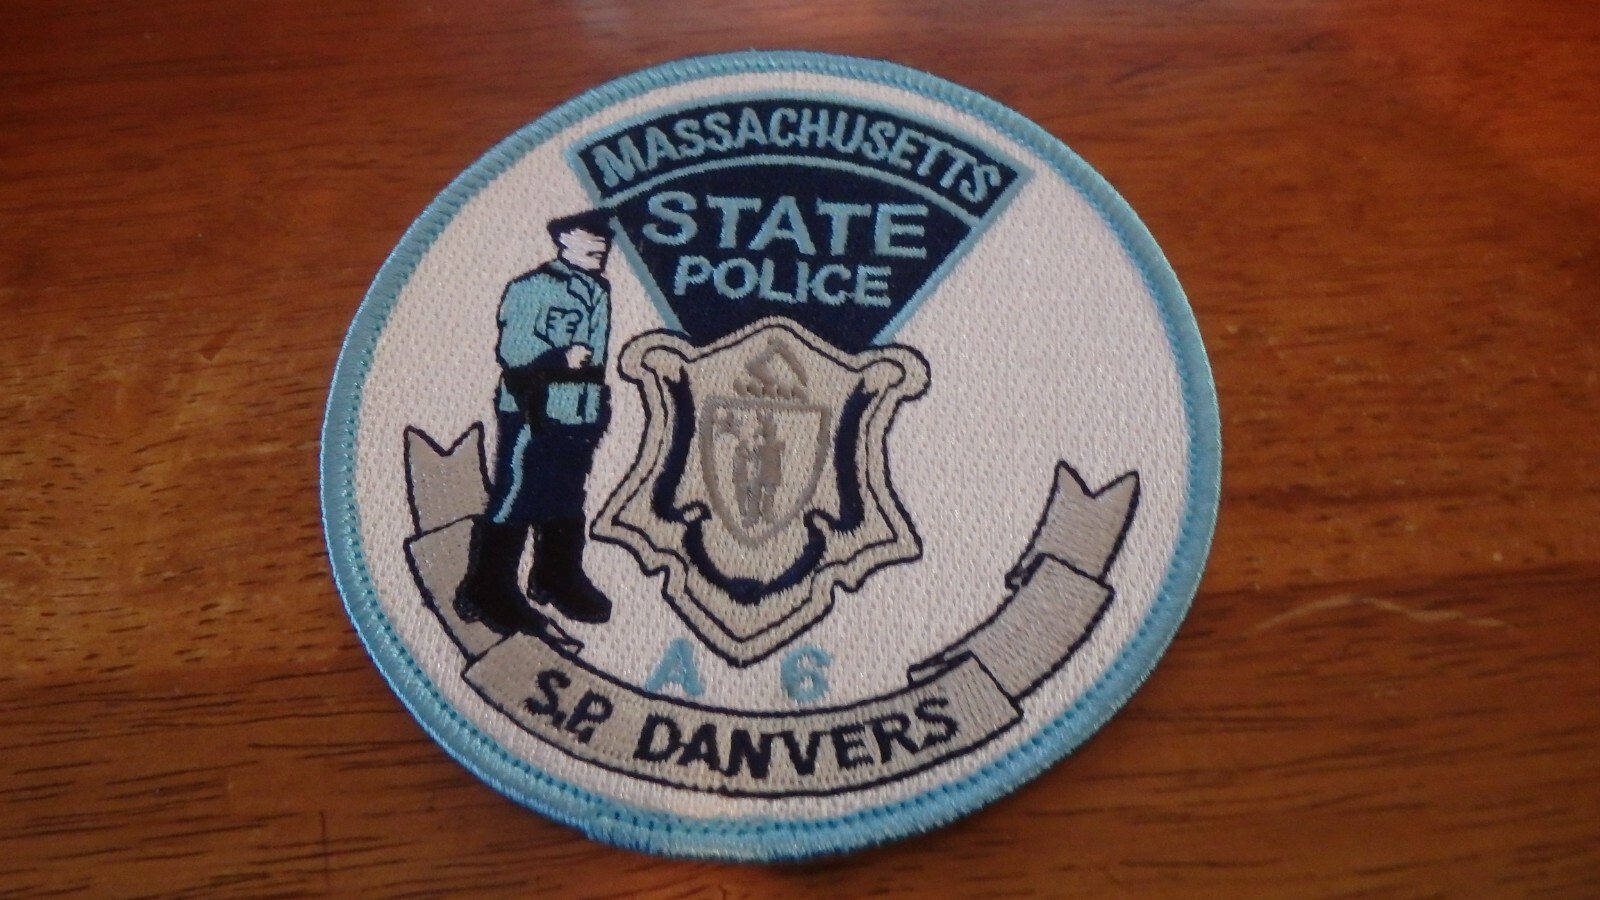 MASSACHUSETTS
STATE
POLICE
A 6
S.P. DANVERS